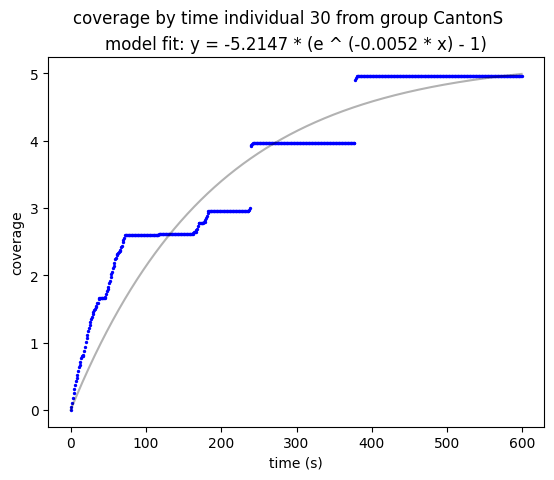 coverage by time individual 30 from group CantonS
model fit: y = -5.2147 * (e ^ (-0.0052 * x) - 1)
5
4
3
2
1
0
coverage
0 100 200 300 400 500 600
time (s)